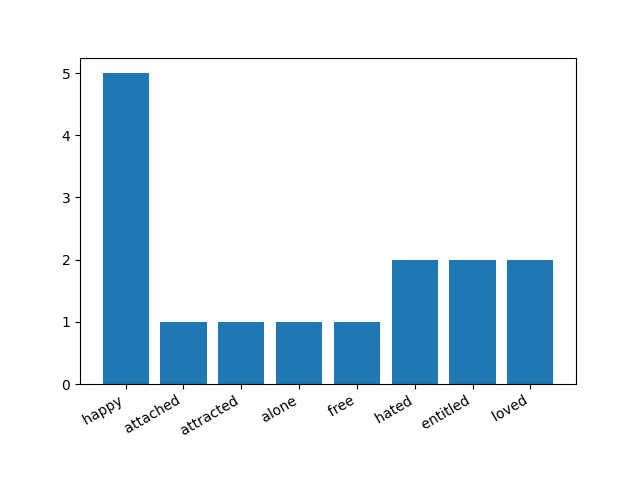 5
4
3
2
1
0
happy
attached
attracted
alone
free
hated
entitled
loved